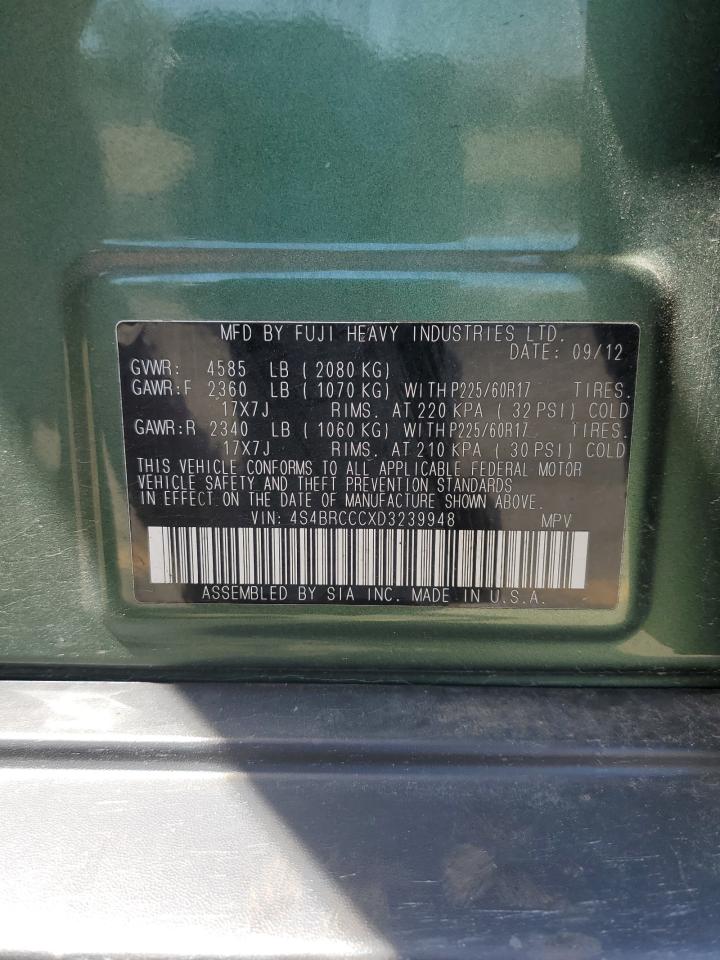 MFD BY FUJI HEAVY INDUSTRIES LTD.
DATE: 09/12
GVWR: 4585 LB ( 2080 KG)
GAWR:F 2360 LB ( 1070 KG) WITH P225/60R17 TIRES.
17X7J RIMS. AT 220 KPA ( 32 PSI) COLD
GAWR:R 2340 LB ( 1060 KG) WITH P225/60R17 TIRES.
17X7J RIMS. AT 210 KPA ( 30 PSI) COLD
THIS VEHICLE CONFORMS TO ALL APPLICABLE FEDERAL MOTOR
VEHICLE SAFETY AND THEFT PREVENTION STANDARDS
IN EFFECT ON THE DATE OF MANUFACTURE SHOWN ABOVE.
VIN: 4S4BRCCCXD3239948 MPV
ASSEMBLED BY SIA INC. MADE IN U.S.A.